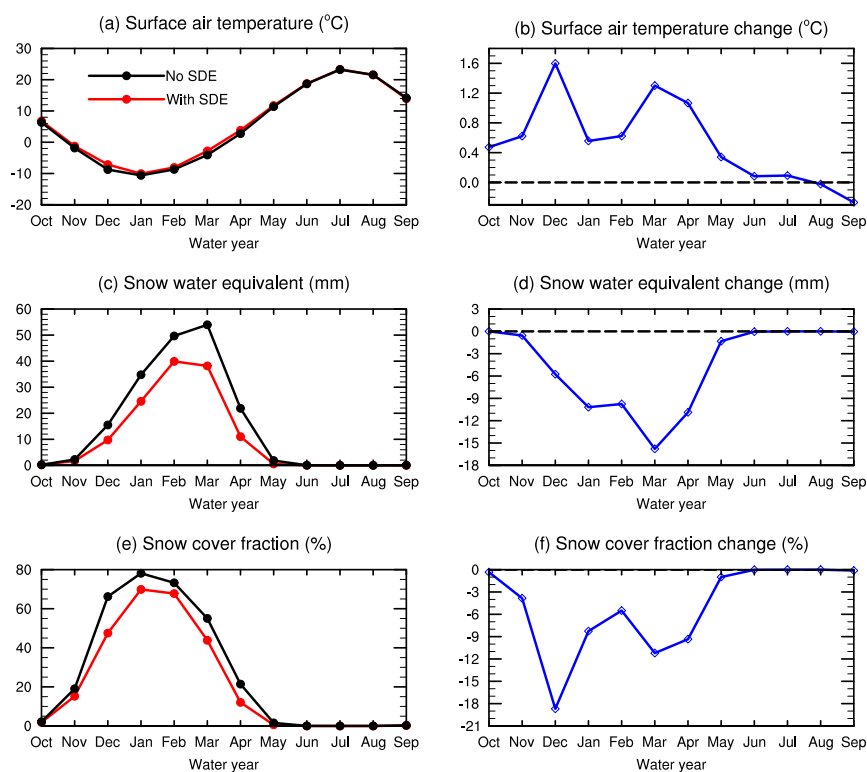 (a) Surface air temperature (°C)
30
20
10
0
-10
-20
No SDE
With SDE
Oct Nov Dec Jan Feb Mar Apr May Jun Jul Aug Sep
Water year
(b) Surface air temperature change (°C)
1.6
1.2
0.8
0.4
0.0
Oct Nov Dec Jan Feb Mar Apr May Jun Jul Aug Sep
Water year
(c) Snow water equivalent (mm)
60
50
40
30
20
10
0
Oct Nov Dec Jan Feb Mar Apr May Jun Jul Aug Sep
Water year
(d) Snow water equivalent change (mm)
3
0
-3
-6
-9
-12
-15
-18
Oct Nov Dec Jan Feb Mar Apr May Jun Jul Aug Sep
Water year
(e) Snow cover fraction (%)
80
60
40
20
0
Oct Nov Dec Jan Feb Mar Apr May Jun Jul Aug Sep
Water year
(f) Snow cover fraction change (%)
0
-3
-6
-9
-12
-15
-18
-21
Oct Nov Dec Jan Feb Mar Apr May Jun Jul Aug Sep
Water year